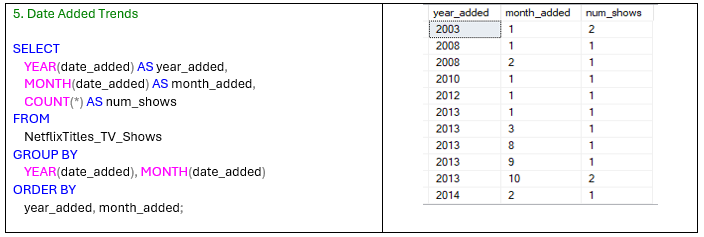 5. Date Added Trends
SELECT
YEAR(date_added) AS year_added,
MONTH(date_added) AS month_added,
COUNT(*) AS num_shows
FROM
NetflixTitles_TV_Shows
GROUP BY
YEAR(date_added), MONTH(date_added)
ORDER BY
year_added, month_added;
year_added month_added num_shows
2003 1 2
2008 1 1
2008 2 1
2010 1 1
2012 1 1
2013 1 1
2013 3 1
2013 8 1
2013 9 1
2013 10 2
2014 2 1